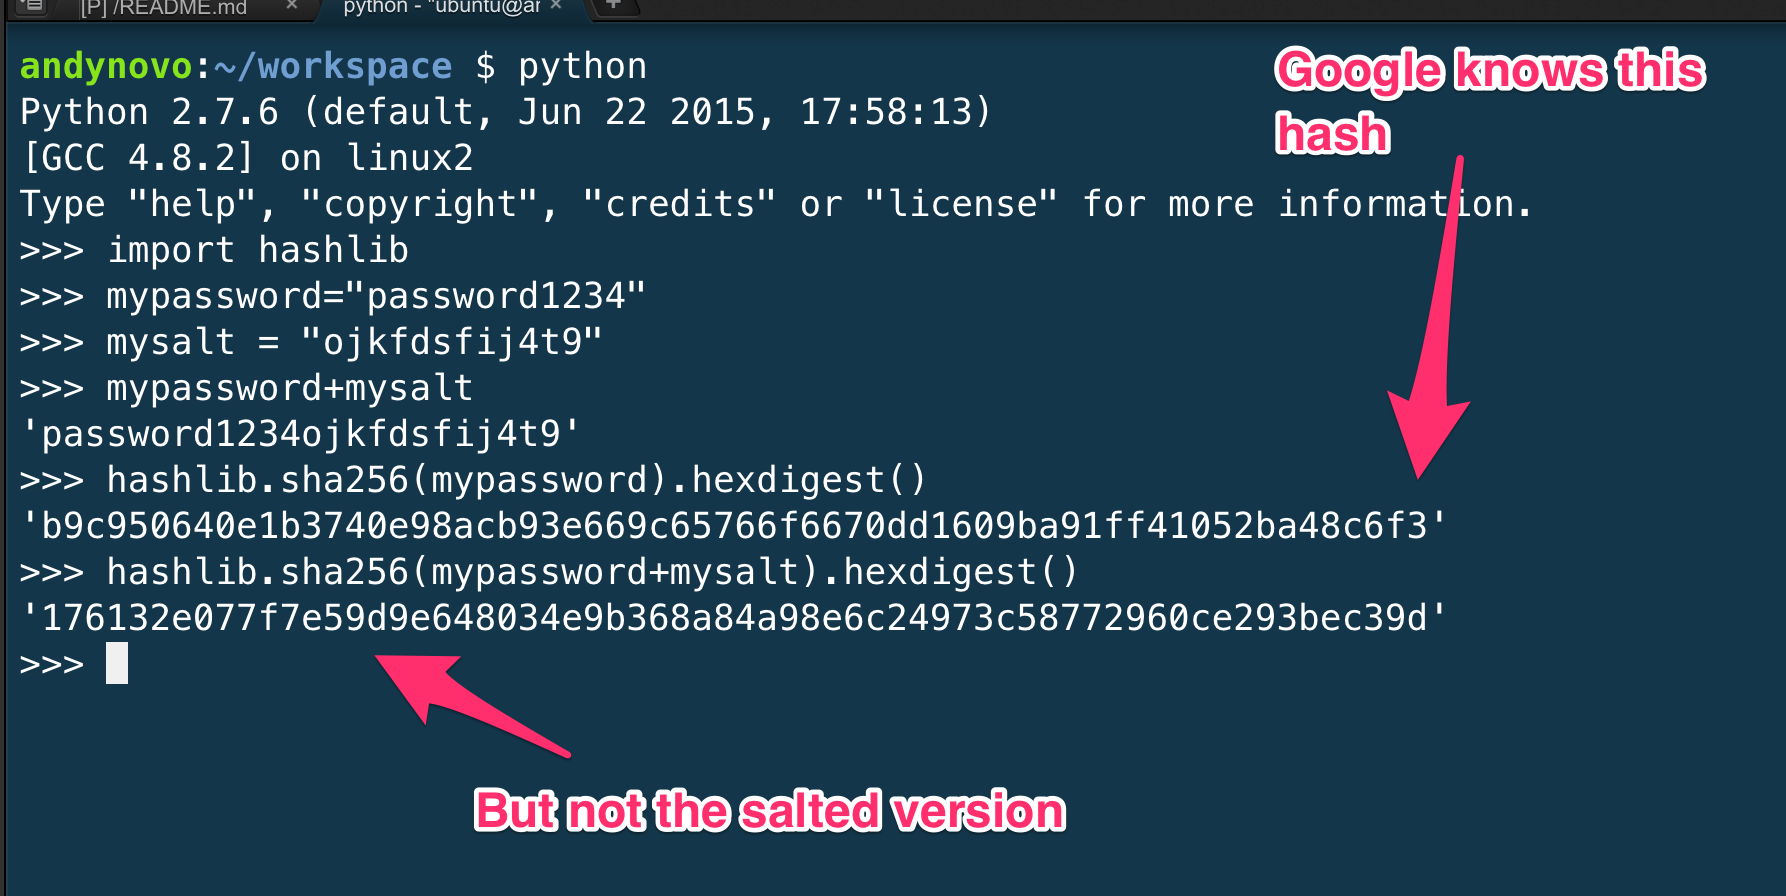 [P] /README.md × python - "ubuntu@ar ×
andynovo:~/workspace $ python
Python 2.7.6 (default, Jun 22 2015, 17:58:13)
[GCC 4.8.2] on linux2
Type "help", "copyright", "credits" or "license" for more information.
>>> import hashlib
>>> mypassword="password1234"
>>> mysalt = "ojkfdsfij4t9"
>>> mypassword+mysalt
'password1234ojkfdsfij4t9'
>>> hashlib.sha256(mypassword).hexdigest()
'b9c950640e1b3740e98acb93e669c65766f6670dd1609ba91ff41052ba48c6f3'
>>> hashlib.sha256(mypassword+mysalt).hexdigest()
'176132e077f7e59d9e648034e9b368a84a98e6c24973c58772960ce293bec39d'
>>>
Google knows this
hash
But not the salted version